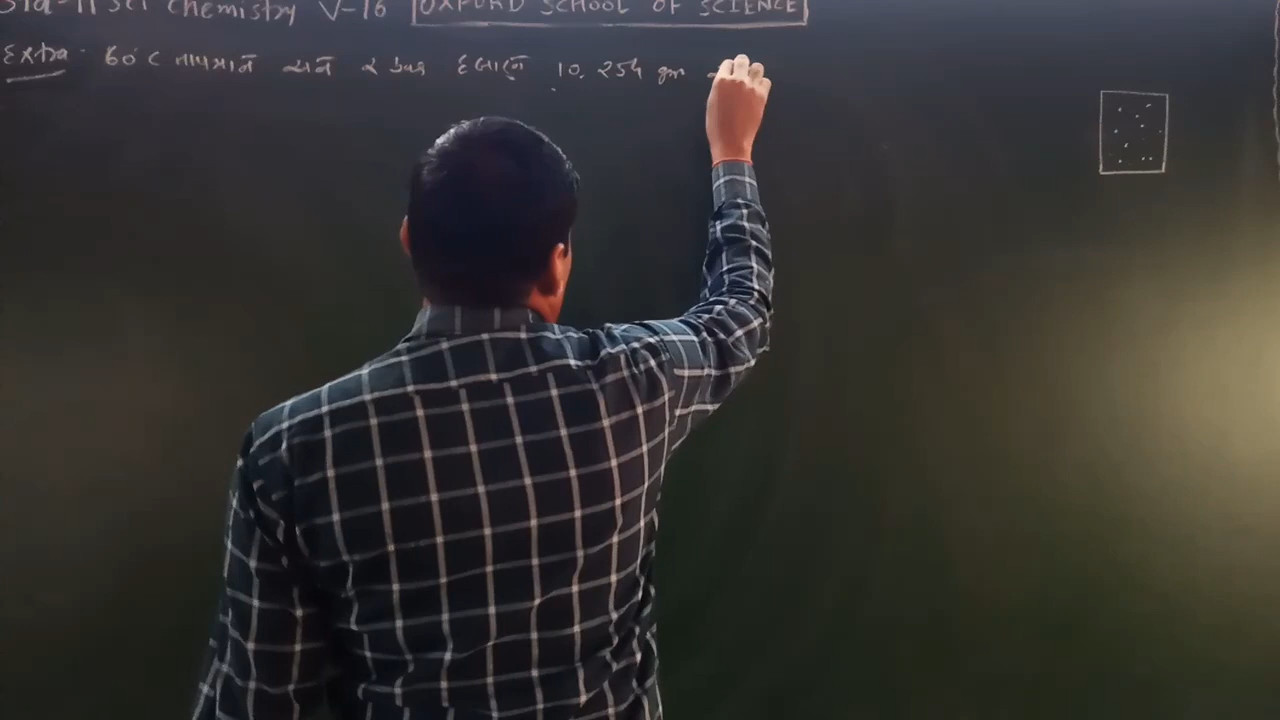 Std-11 Sci Chemistry V-16 OXFORD SCHOOL OF SCIENCE
Extra 60°C તાપમાને અને ૨ દબાણે 10.254 gm